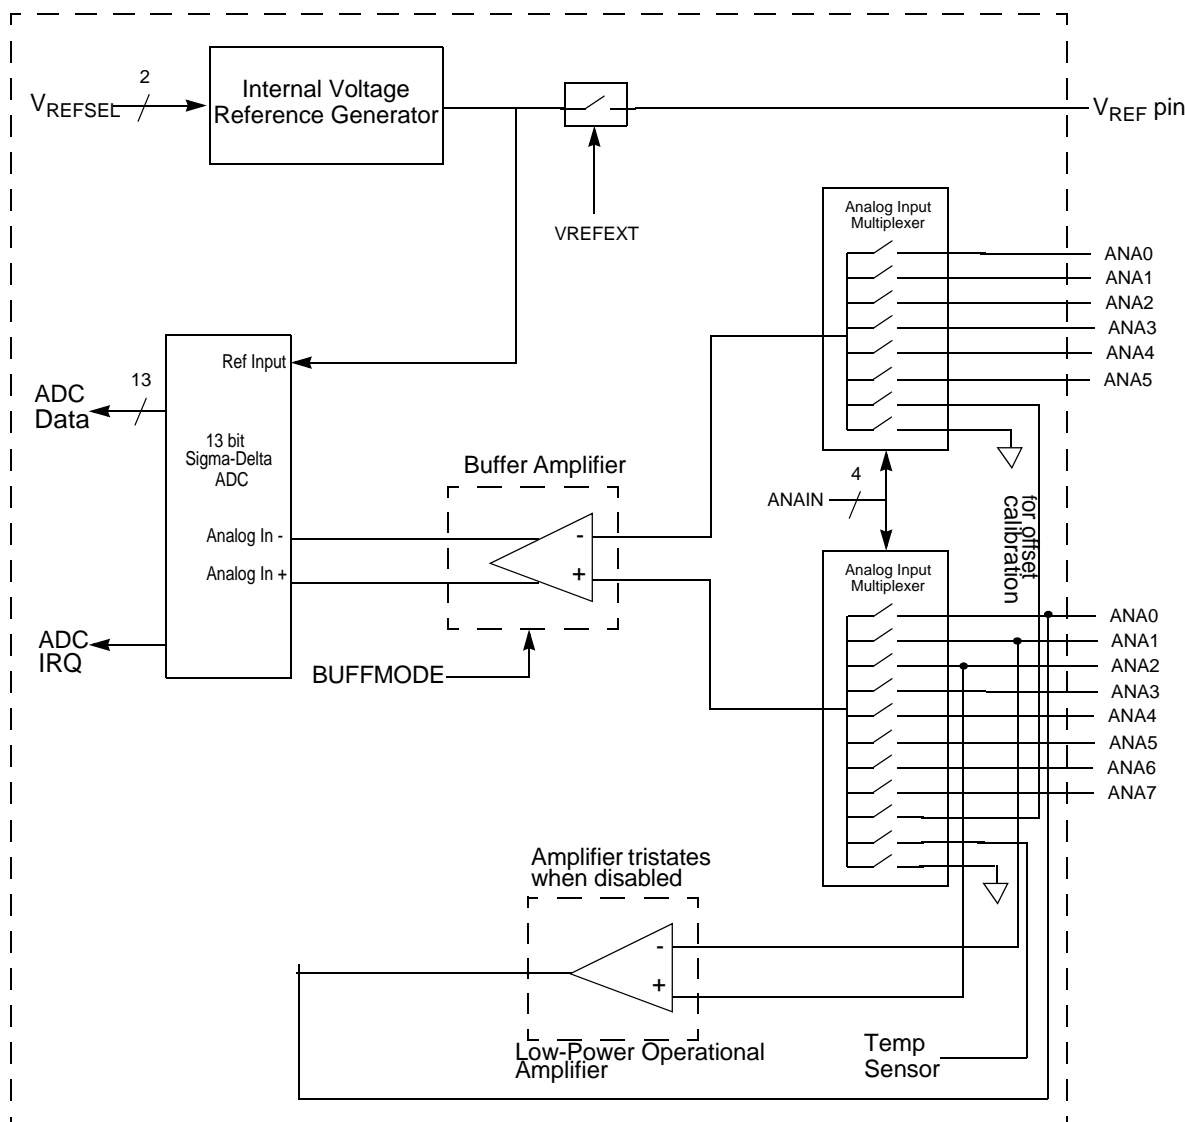 2
VREFSEL
Internal Voltage
Reference Generator
VREF pin
VREFEXT
Analog Input
Multiplexer
ANA0
ANA1
ANA2
ANA3
ANA4
ANA5
Ref Input
13
ADC
Data
13 bit
Sigma-Delta
ADC
Buffer Amplifier
4
ANAIN
for offset
calibration
Analog In -
Analog In +
-
+
Analog Input
Multiplexer
ANA0
ANA1
ANA2
ANA3
ANA4
ANA5
ANA6
ANA7
ADC
IRQ
BUFFMODE
Amplifier tristates
when disabled
-
+
Low-Power Operational
Amplifier
Temp
Sensor